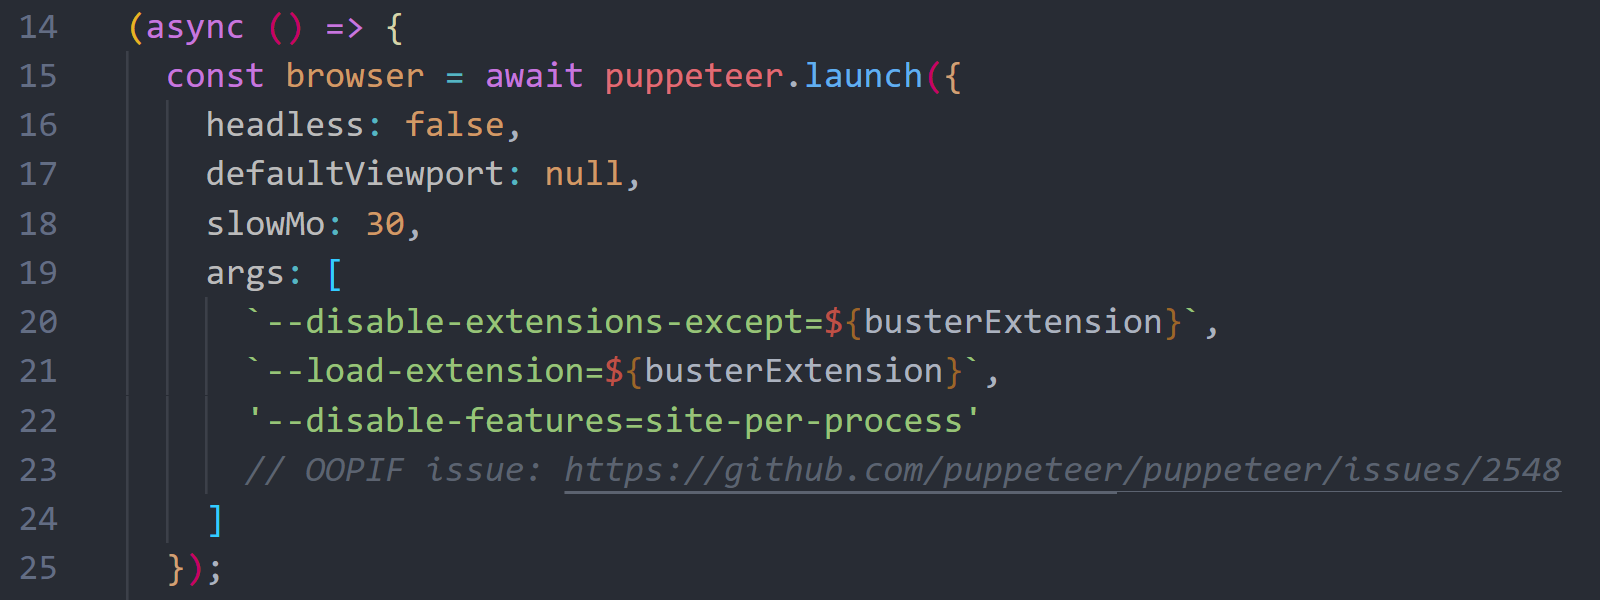 14 (async () => {
15 const browser = await puppeteer.launch({
16 headless: false,
17 defaultViewport: null,
18 slowMo: 30,
19 args: [
20 `--disable-extensions-except=${busterExtension}`,
21 `--load-extension=${busterExtension}`,
22 '--disable-features=site-per-process'
23 // OOPIF issue: https://github.com/puppeteer/puppeteer/issues/2548
24 ]
25 });